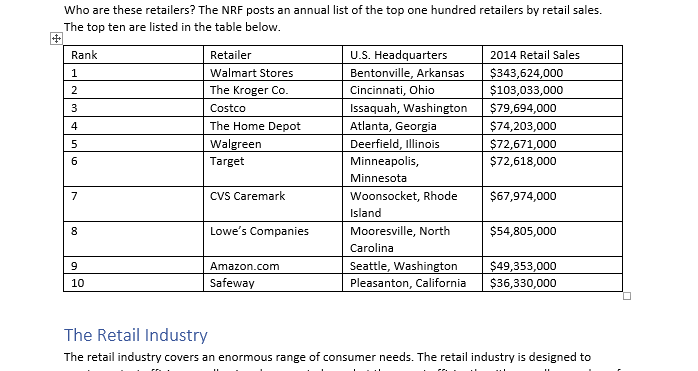 Who are these retailers? The NRF posts an annual list of the top one hundred retailers by retail sales.
The top ten are listed in the table below.
Rank Retailer U.S. Headquarters 2014 Retail Sales
1 Walmart Stores Bentonville, Arkansas $343,624,000
2 The Kroger Co. Cincinnati, Ohio $103,033,000
3 Costco Issaquah, Washington $79,694,000
4 The Home Depot Atlanta, Georgia $74,203,000
5 Walgreen Deerfield, Illinois $72,671,000
6 Target Minneapolis, $72,618,000
Minnesota
7 CVS Caremark Woonsocket, Rhode $67,974,000
Island
8 Lowe's Companies Mooresville, North $54,805,000
Carolina
9 Amazon.com Seattle, Washington $49,353,000
10 Safeway Pleasanton, California $36,330,000
The Retail Industry
The retail industry covers an enormous range of consumer needs. The retail industry is designed to